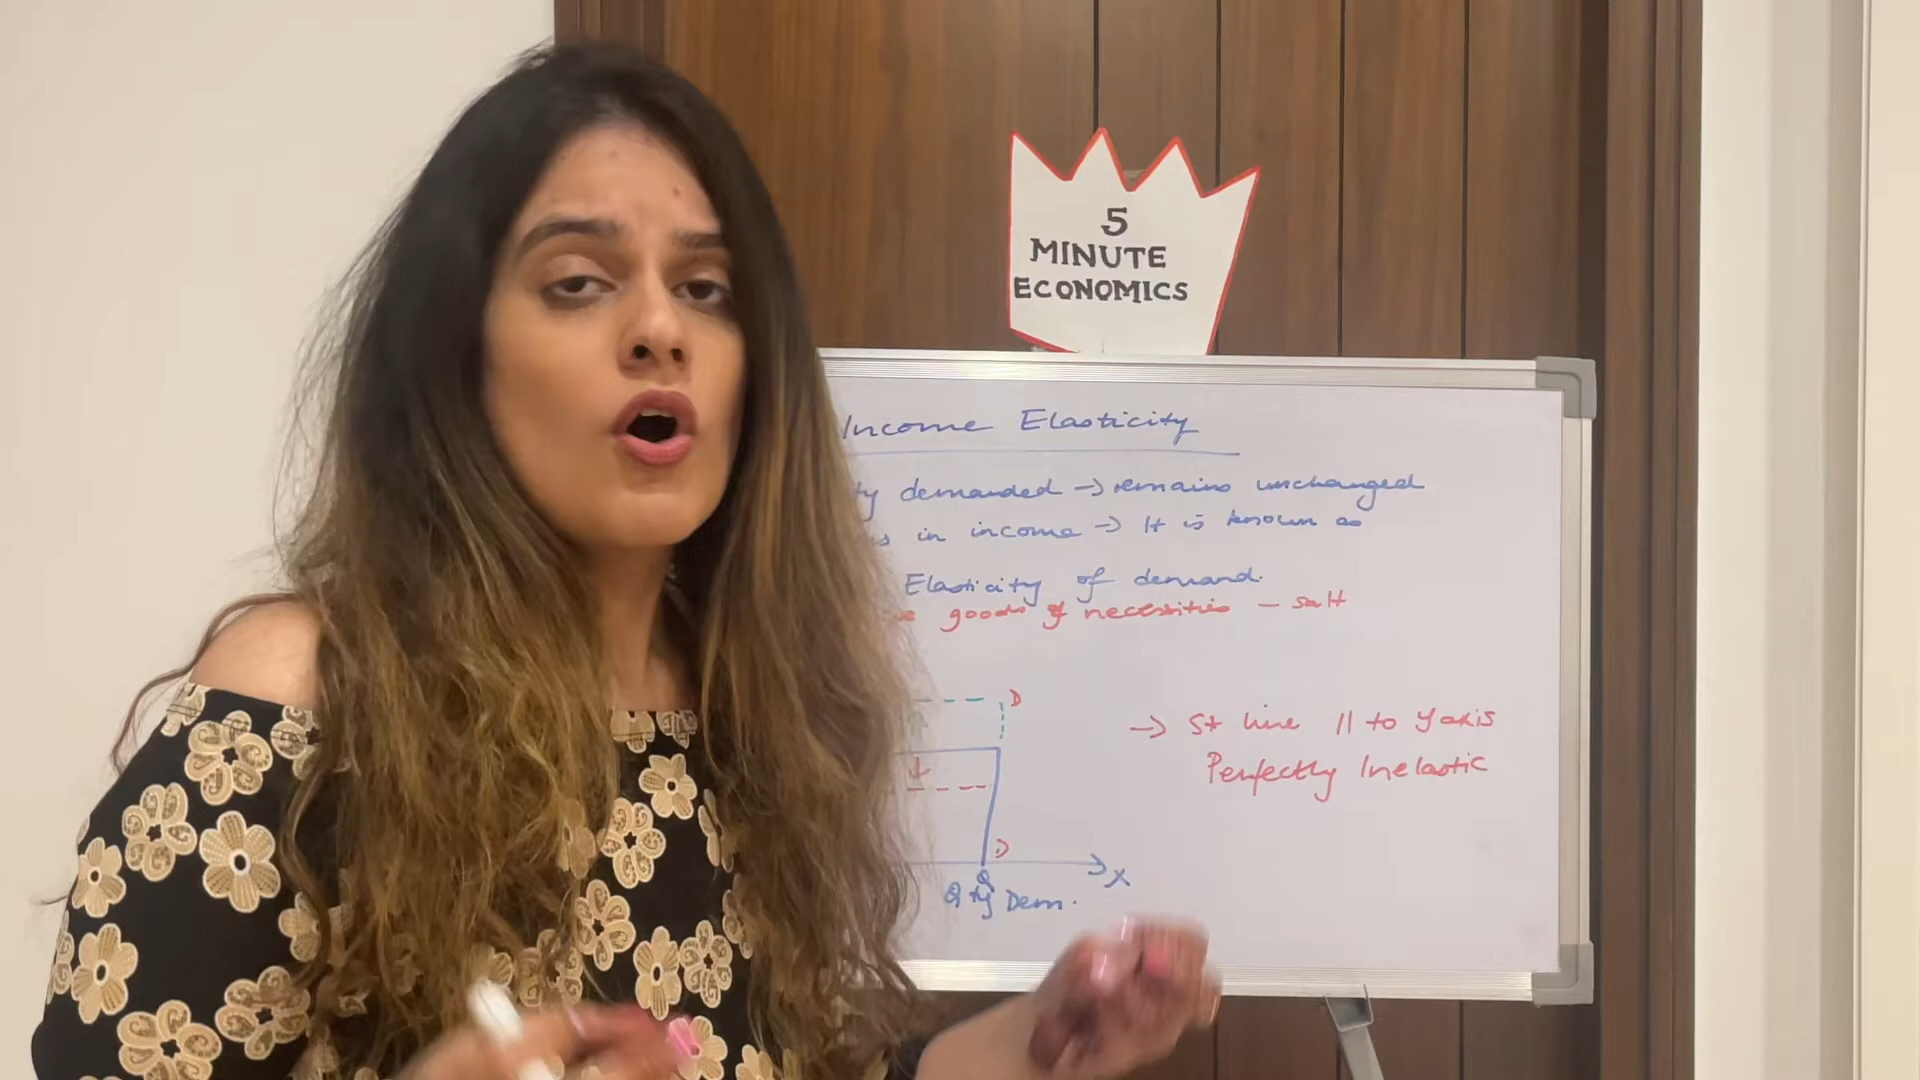 5
MINUTE
ECONOMICS
Income Elasticity
ty demanded → remains unchanged
s in income → It is known as
Elasticity of demand.
e goods of necessities - salt
D
→ St line || to Y axis
Perfectly Inelastic
D
X
Q
Qty Dem.